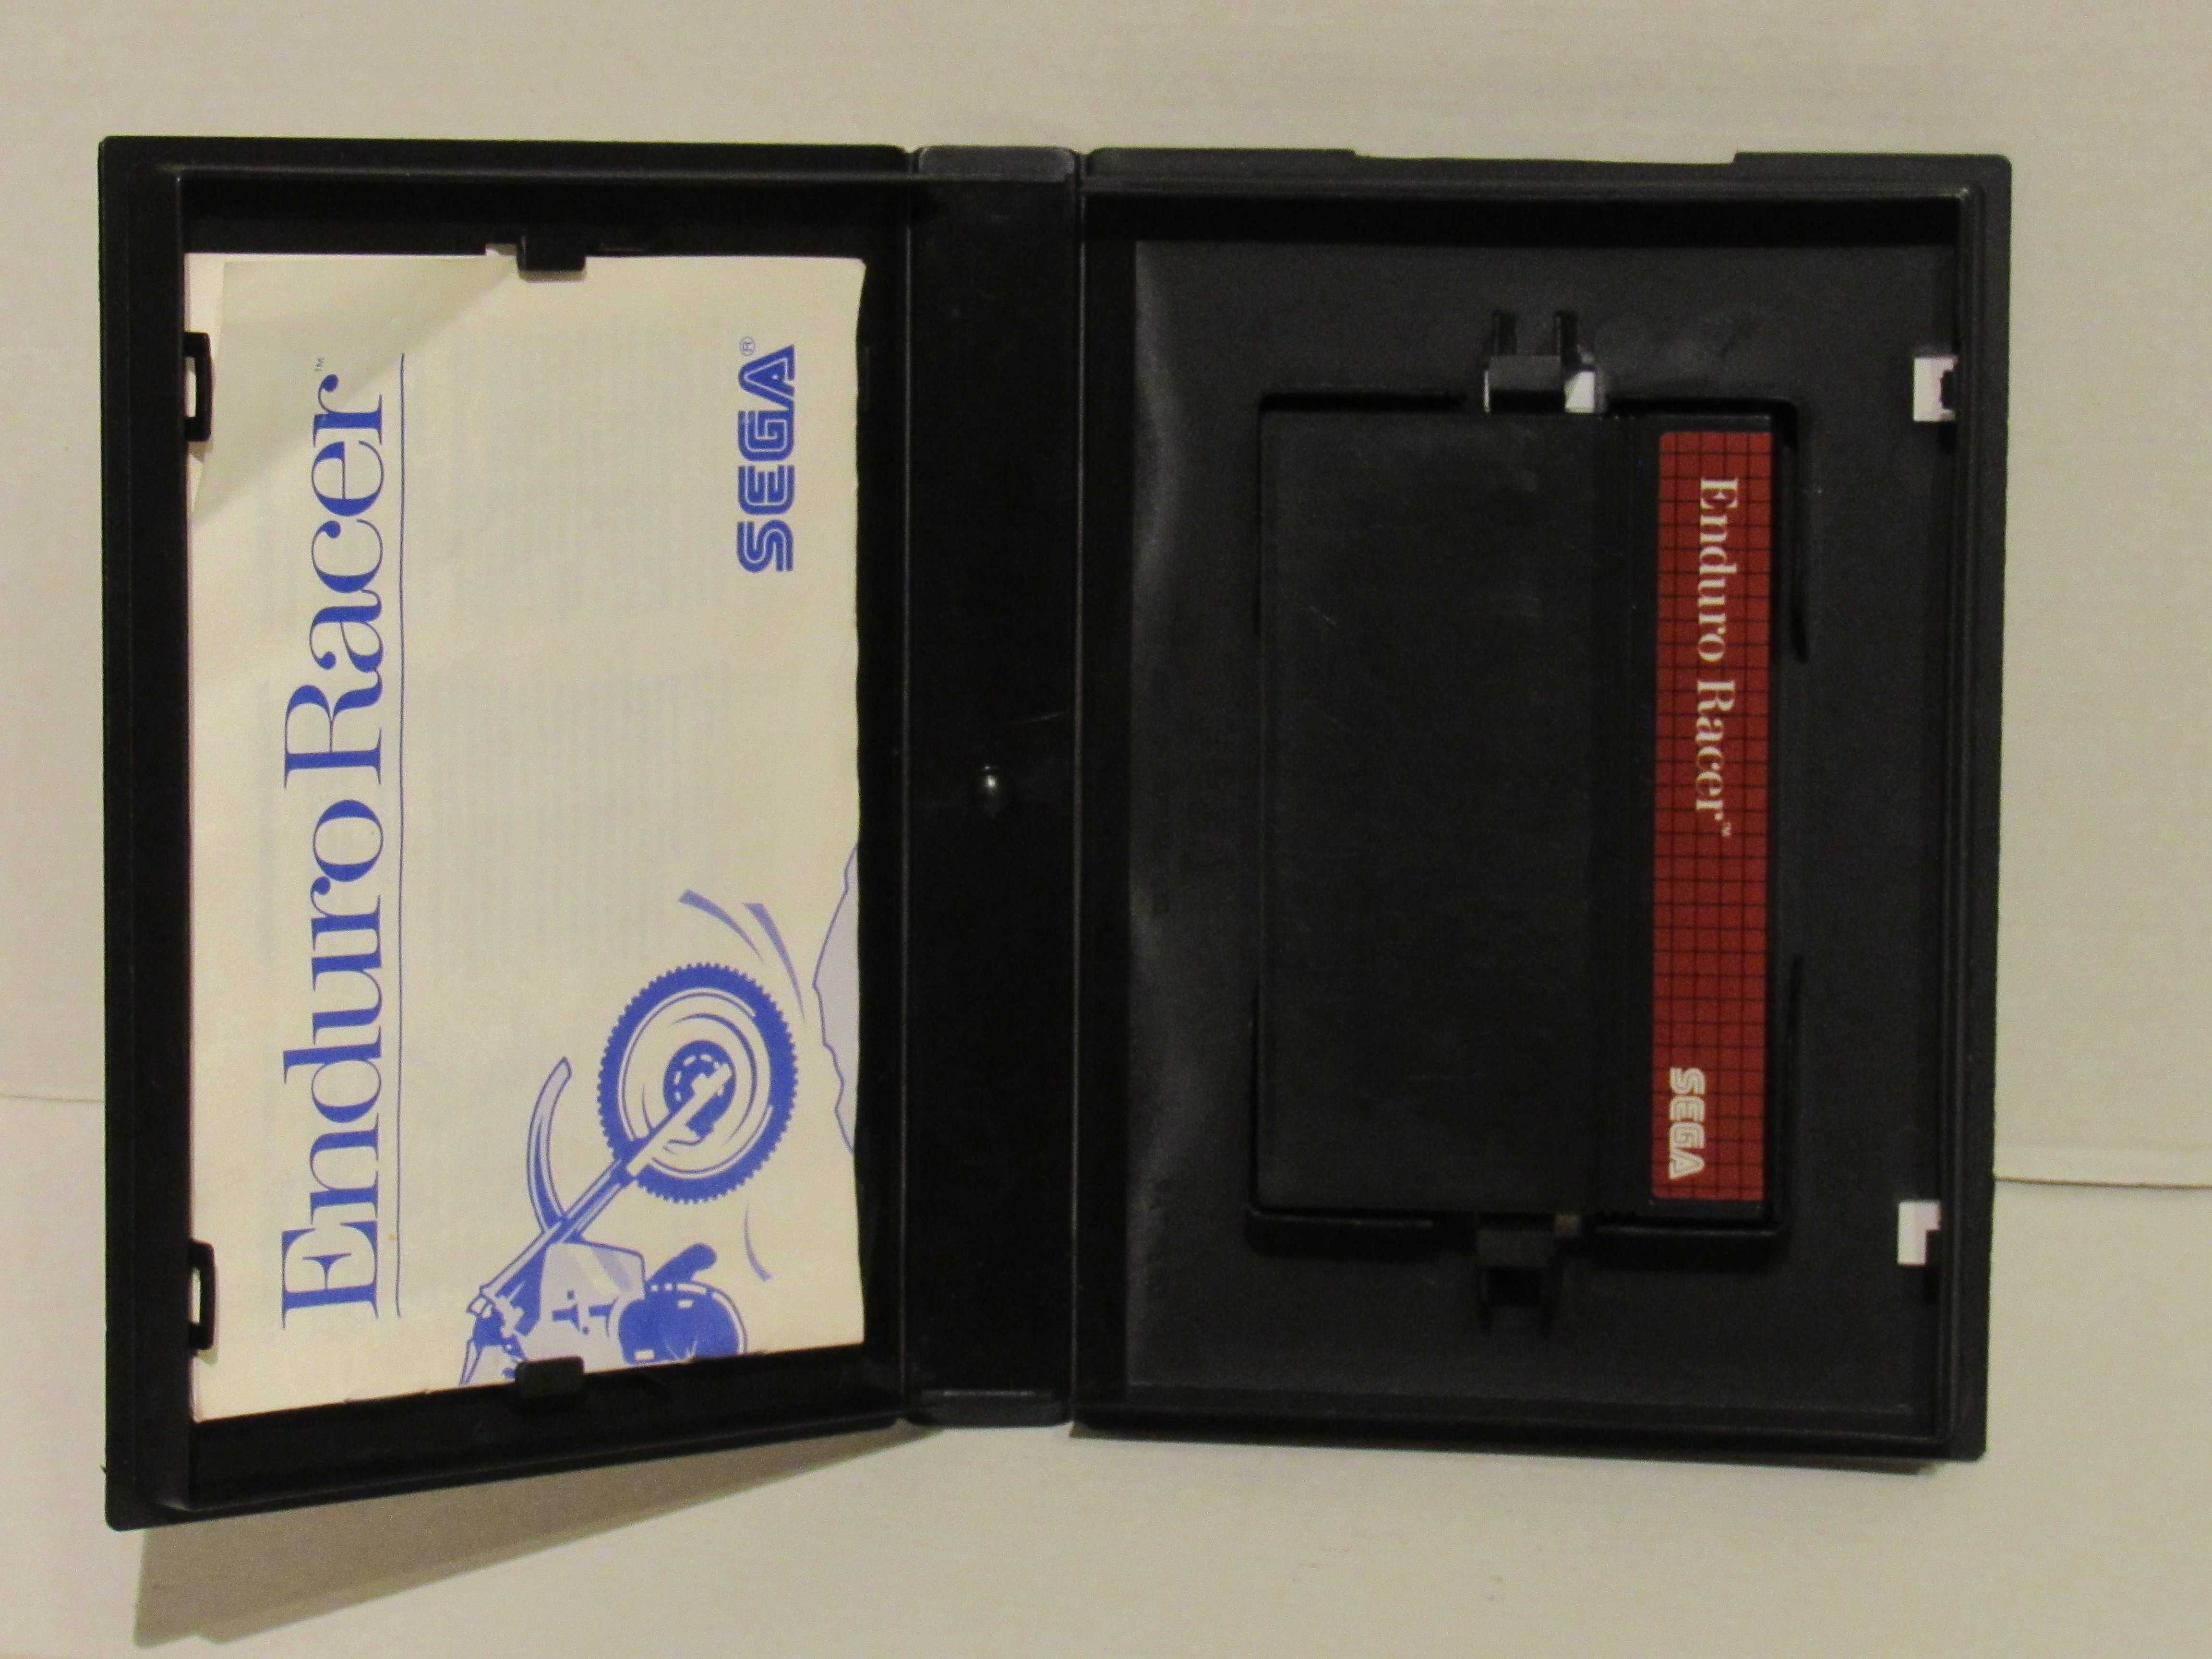 Enduro Racer™
SEGA®
Enduro Racer™
SEGA